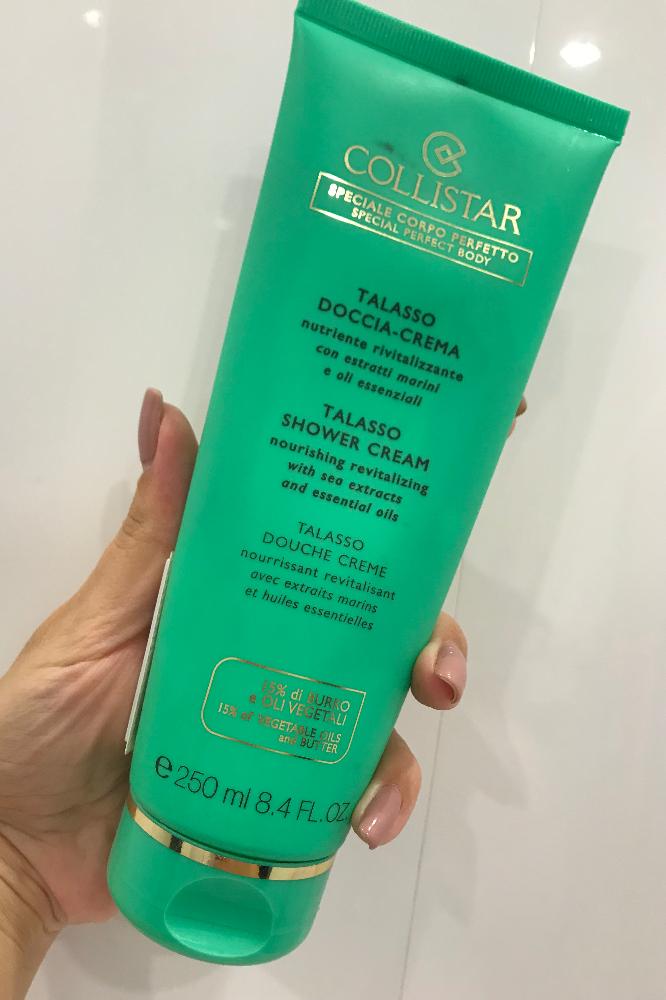 COLLISTAR
SPECIALE CORPO PERFETTO
SPECIAL PERFECT BODY
TALASSO
DOCCIA-CREMA
nutriente rivitalizzante
con estratti marini
e oli essenziali
TALASSO
SHOWER CREAM
nourishing revitalizing
with sea extracts
and essential oils
TALASSO
DOUCHE CREME
nourrissant revitalisant
avec extraits marins
et huiles essentielles
15% di BURRO
e OLI VEGETALI
15% of VEGETABLE OILS
and BUTTER
e 250 ml 8.4 FL.OZ.